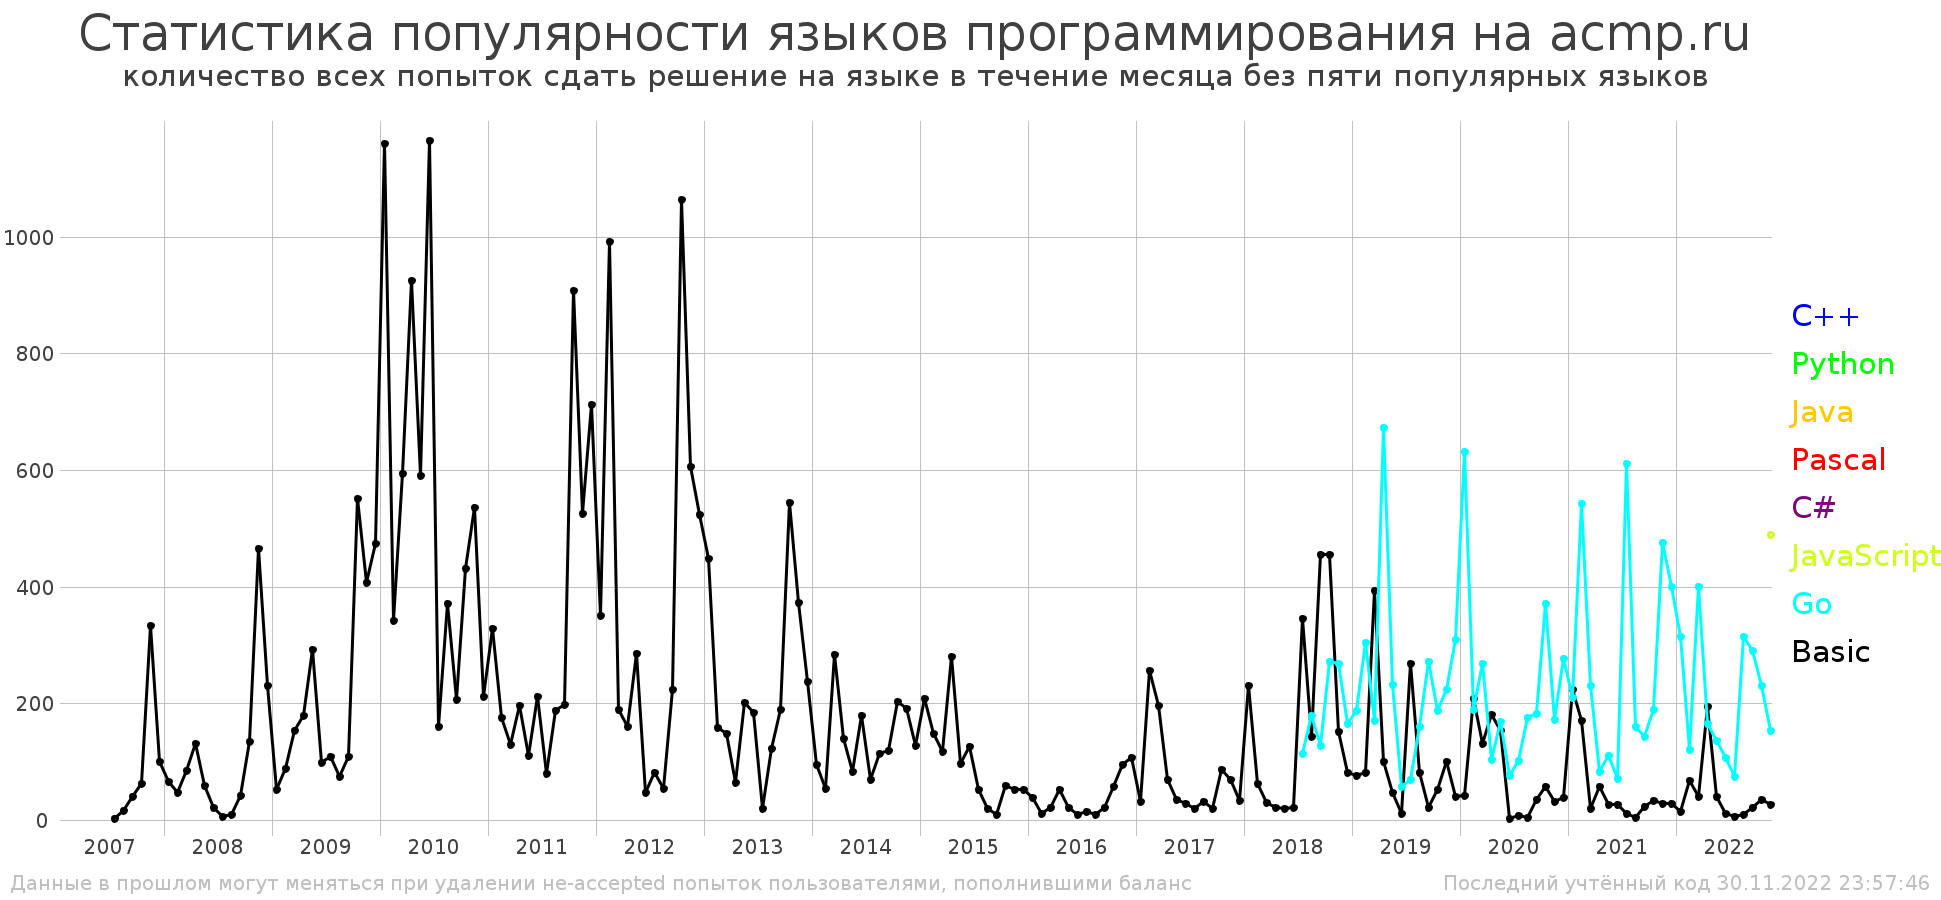 Статистика популярности языков программирования на acmp.ru
количество всех попыток сдать решение на языке в течение месяца без пяти популярных языков
1000
800
600
400
200
0
2007 2008 2009 2010 2011 2012 2013 2014 2015 2016 2017 2018 2019 2020 2021 2022
C++
Python
Java
Pascal
C#
JavaScript
Go
Basic
Данные в прошлом могут меняться при удалении не-accepted попыток пользователями, пополнившими баланс
Последний учтённый код 30.11.2022 23:57:46